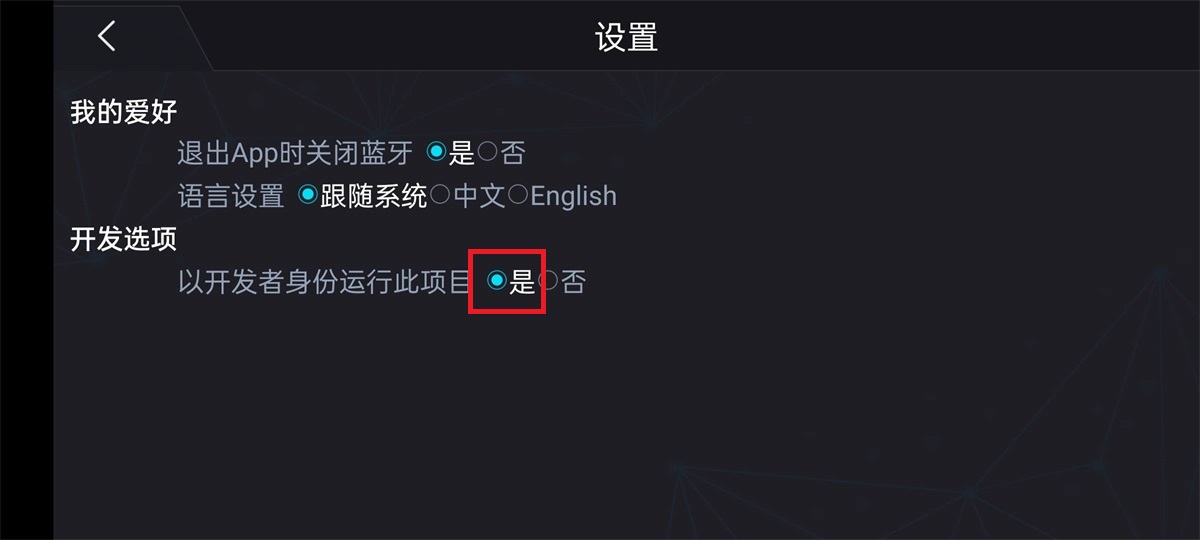 设置
我的爱好
退出App时关闭蓝牙 是 否
语言设置 跟随系统 中文 English
开发选项
以开发者身份运行此项目 是 否